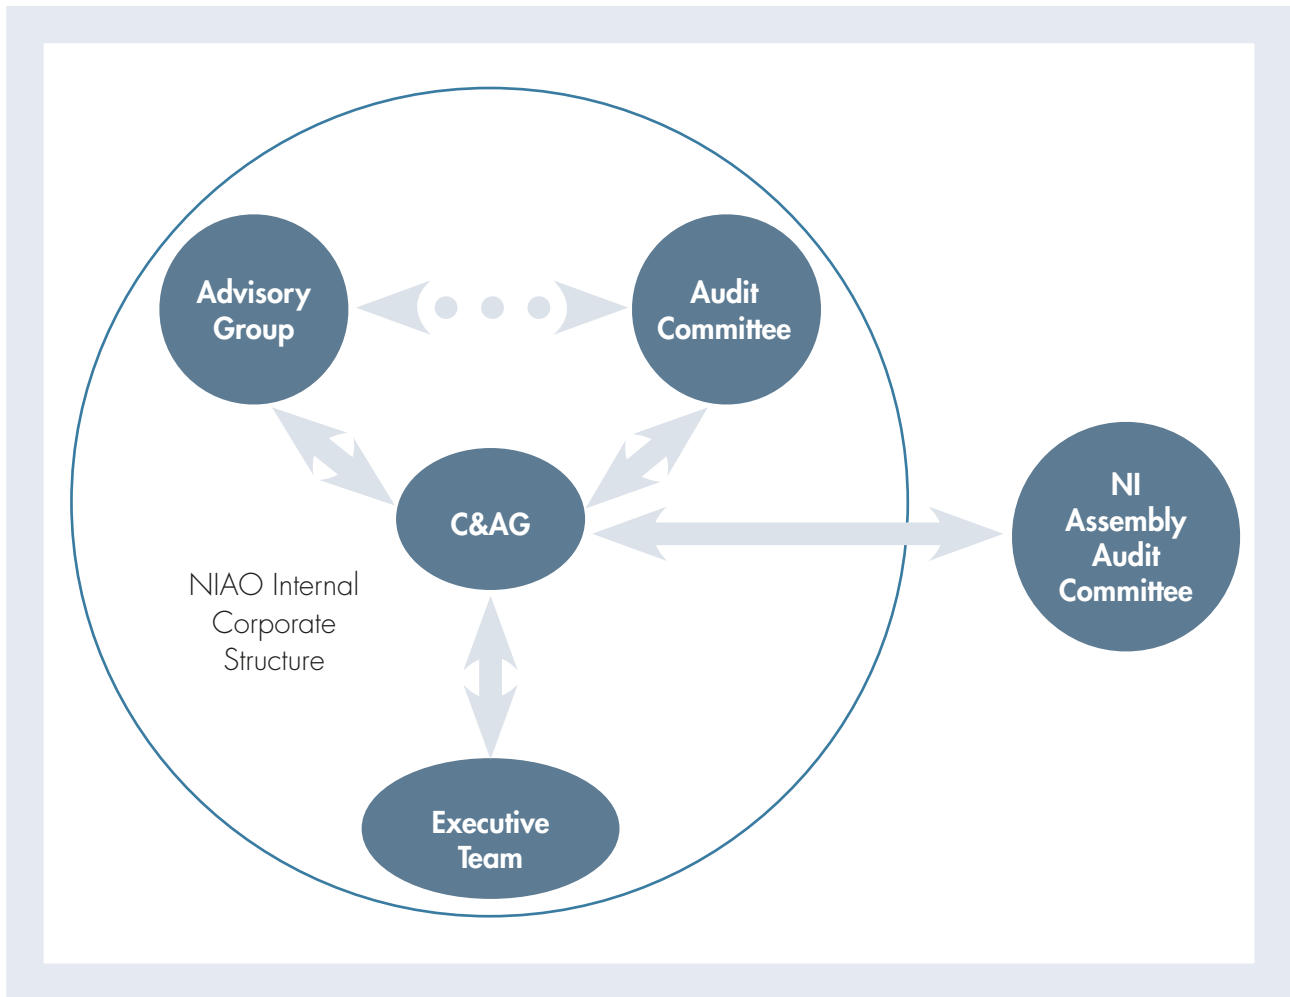 Advisory
Group
Audit
Committee
C&AG
NI
Assembly
Audit
Committee
NIAO Internal
Corporate
Structure
Executive
Team